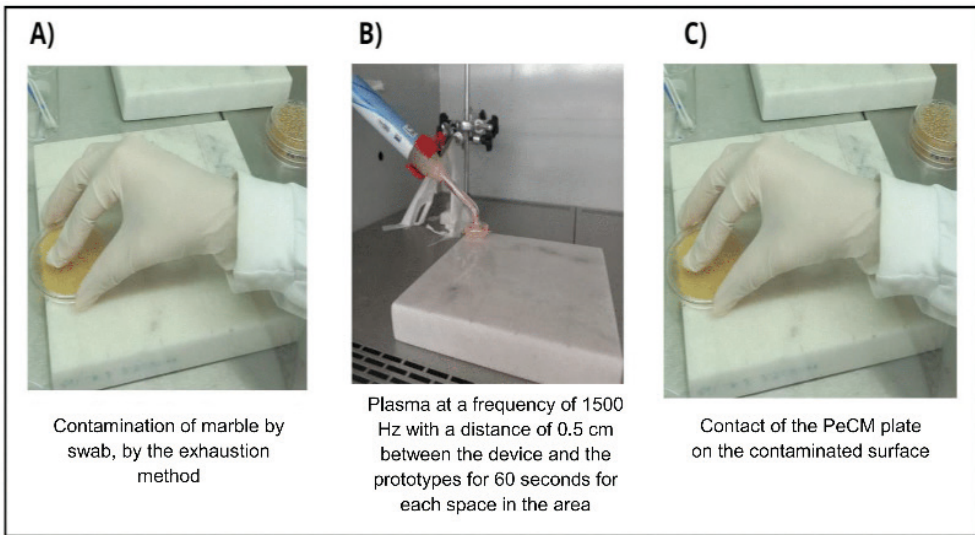 A)
B)
C)
Contamination of marble by
swab, by the exhaustion
method
Plasma at a frequency of 1500
Hz with a distance of 0.5 cm
between the device and the
prototypes for 60 seconds for
each space in the area
Contact of the PeCM plate
on the contaminated surface